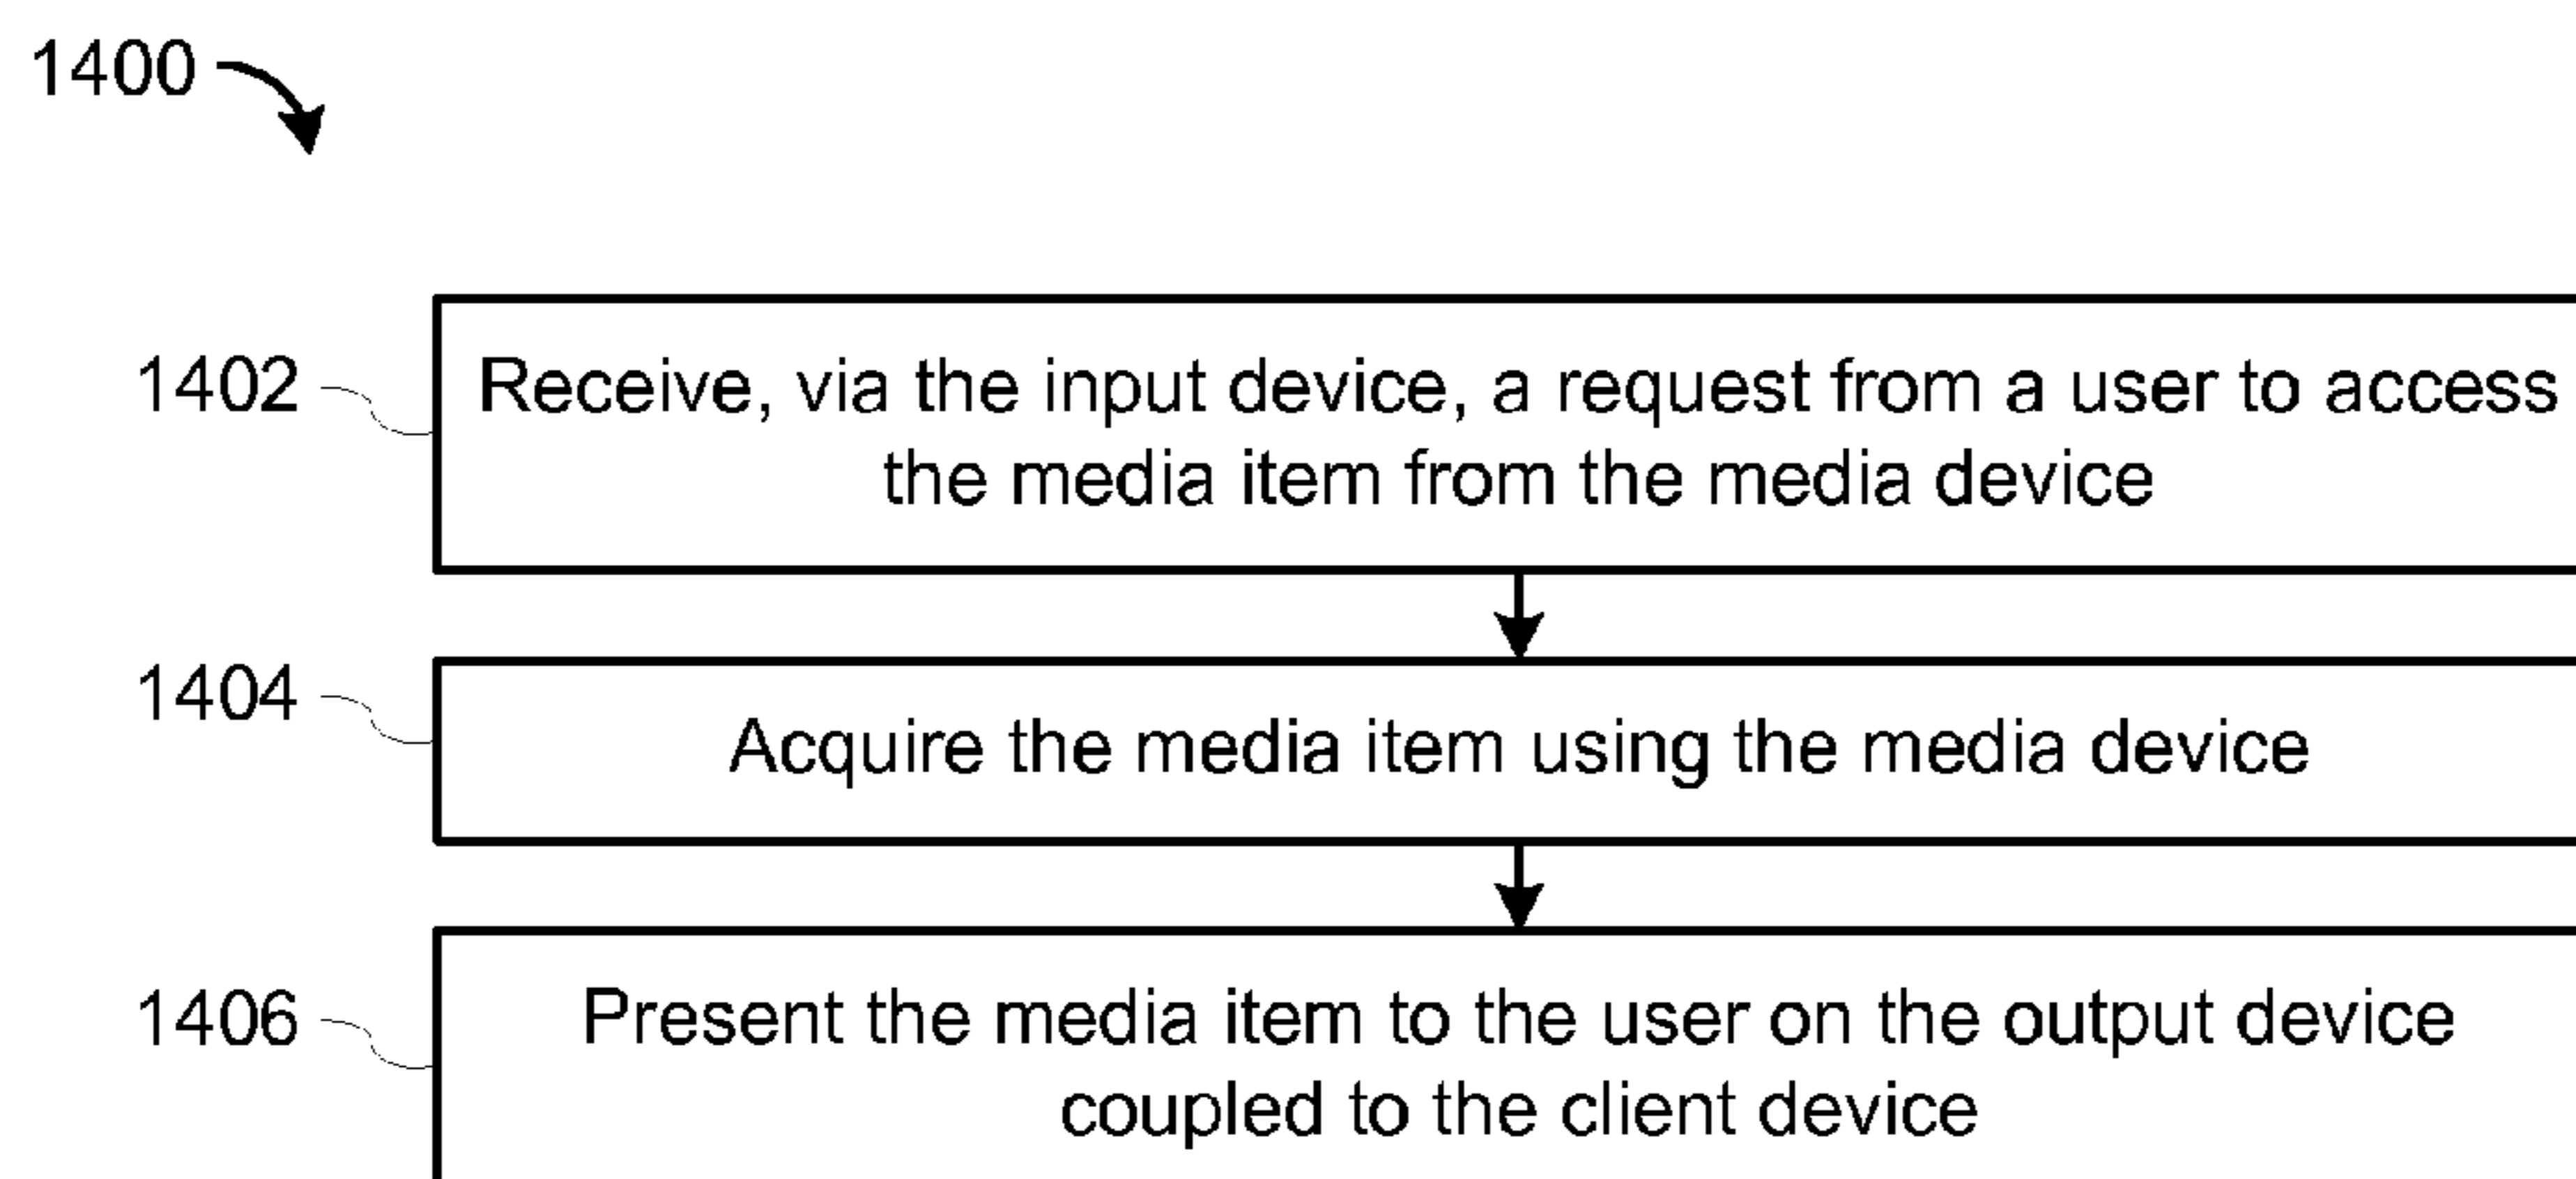 1400
1402
Receive, via the input device, a request from a user to access
the media item from the media device
1404
Acquire the media item using the media device
1406
Present the media item to the user on the output device
coupled to the client device